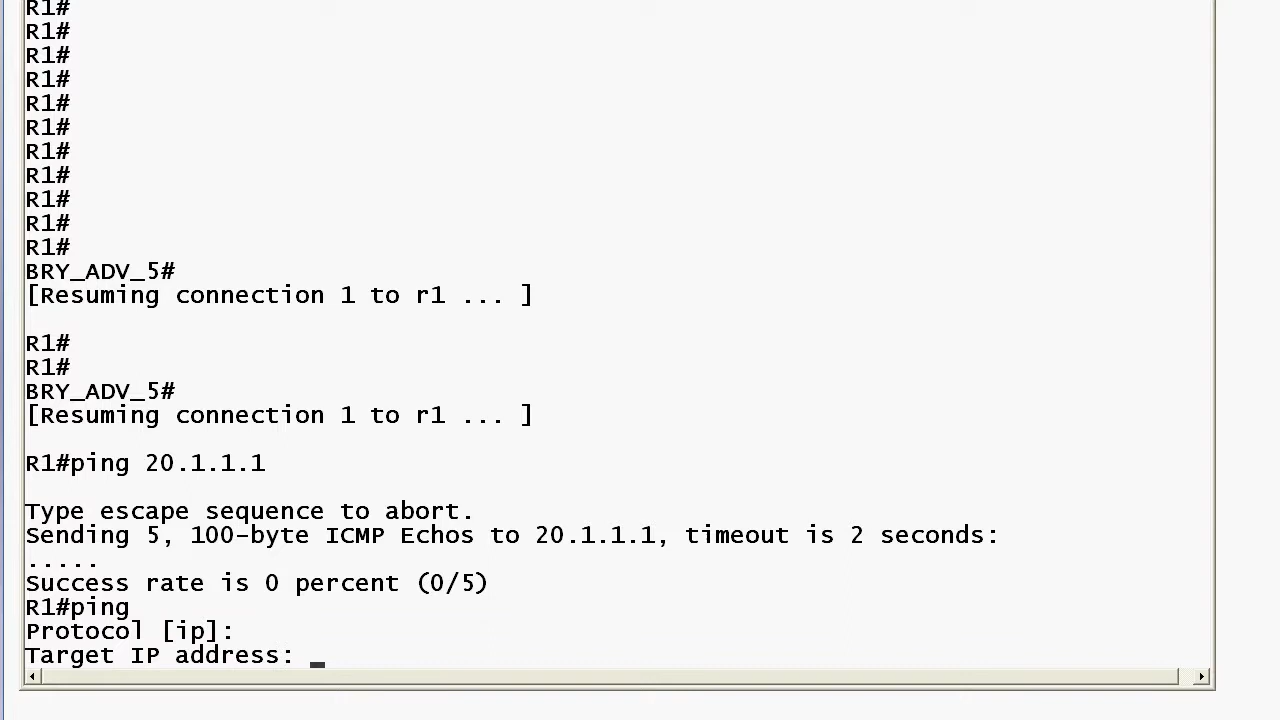 R1#
R1#
R1#
R1#
R1#
R1#
R1#
R1#
R1#
R1#
R1#
BRY_ADV_5#
[Resuming connection 1 to r1 ... ]
R1#
R1#
BRY_ADV_5#
[Resuming connection 1 to r1 ... ]
R1#ping 20.1.1.1
Type escape sequence to abort.
Sending 5, 100-byte ICMP Echos to 20.1.1.1, timeout is 2 seconds:
.....
Success rate is 0 percent (0/5)
R1#ping
Protocol [ip]:
Target IP address: